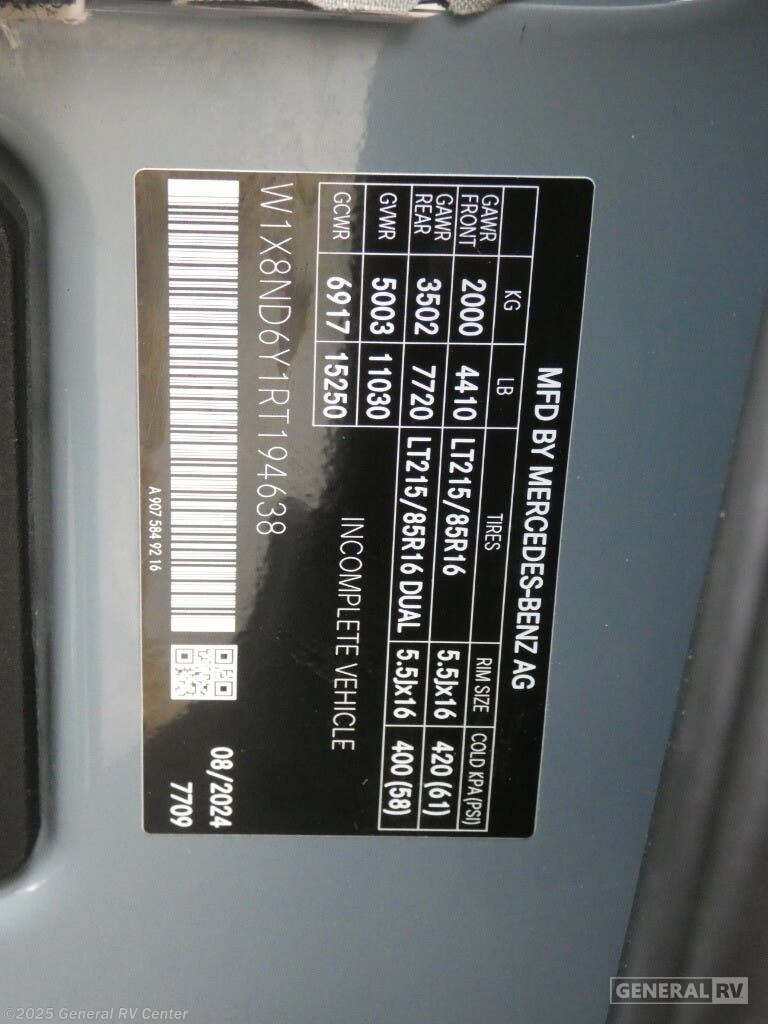 MFD BY MERCEDES-BENZ AG
KG LB TIRES RIM SIZE COLD KPA (PSI)
GAWR FRONT 2000 4410 LT215/85R16 5.5Jx16 420 (61)
GAWR REAR 3502 7720 LT215/85R16 DUAL 5.5Jx16 400 (58)
GVWR 5003 11030
GCWR 6917 15250
INCOMPLETE VEHICLE
W1X8ND6Y1RT194638
08/2024
7709
A 907 584 92 16
©2025 General RV Center
GENERAL RV